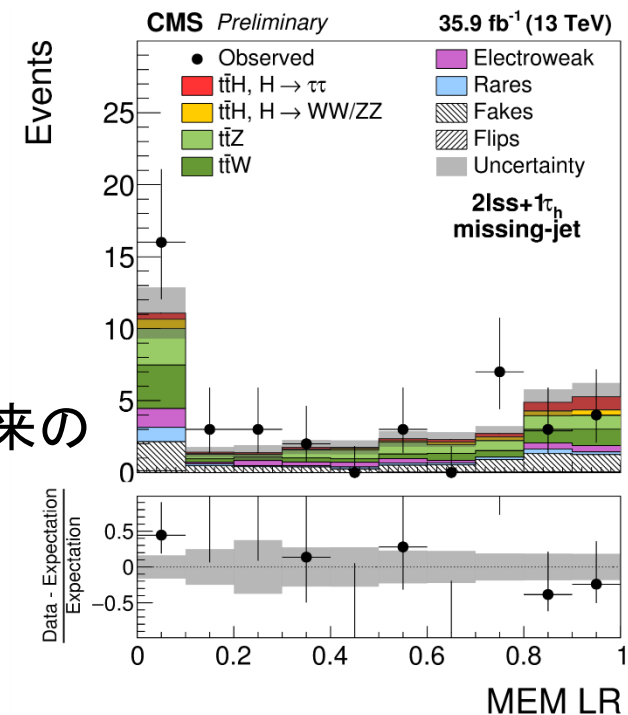 CMS Preliminary 35.9 fb⁻¹ (13 TeV)
Events
Observed
tt̄H, H → ττ
tt̄H, H → WW/ZZ
tt̄Z
tt̄W
Electroweak
Rares
Fakes
Flips
Uncertainty
2lss+1τh
missing-jet
25
20
15
10
5
0
来の
Data - Expectation
Expectation
0.5
0
−0.5
0 0.2 0.4 0.6 0.8 1
MEM LR